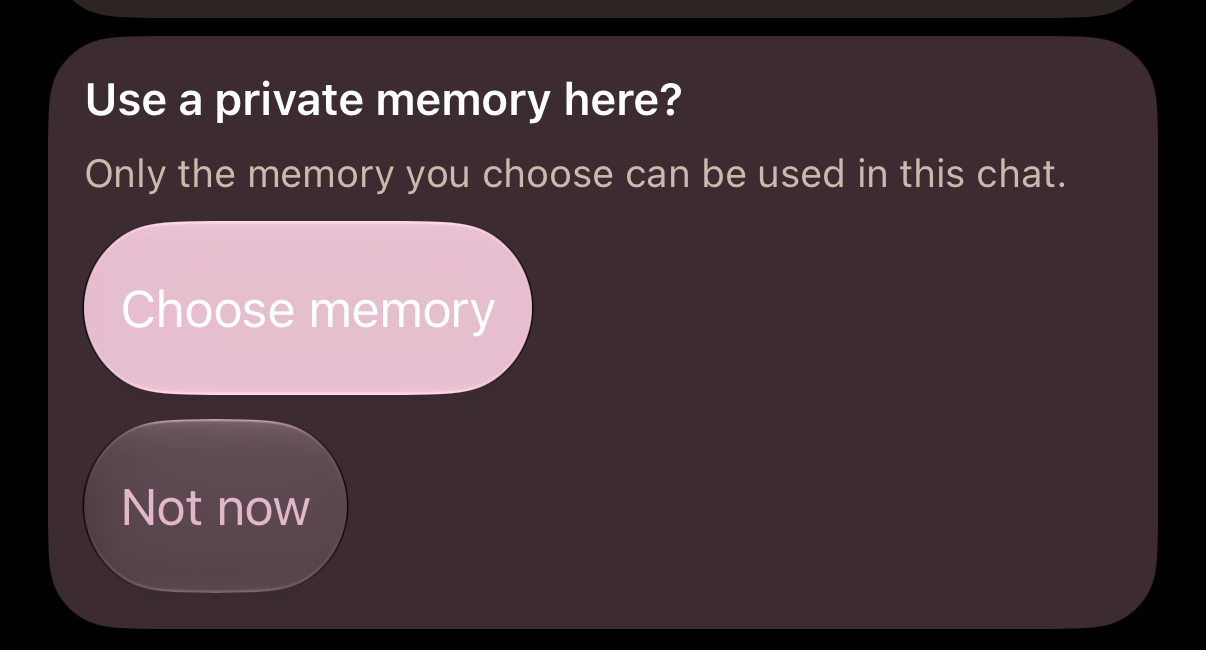 Use a private memory here?
Only the memory you choose can be used in this chat.
Choose memory
Not now